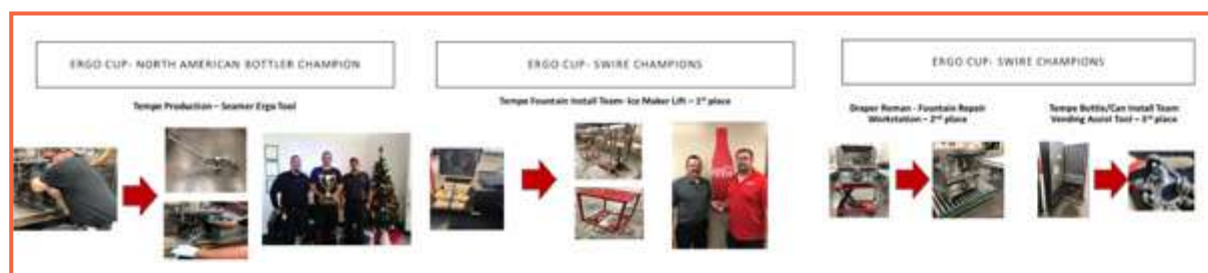 ERGO CUP- NORTH AMERICAN BOTTLER CHAMPION
Tempe Production – Seamer Ergo Tool
ERGO CUP- SWIRE CHAMPIONS
Tempe Fountain Install Team- Ice Maker Lift – 1st place
ERGO CUP- SWIRE CHAMPIONS
Draper Reman - Fountain Repair
Workstation – 2nd place
Tempe Bottle/Can Install Team
Vending Assist Tool – 3rd place